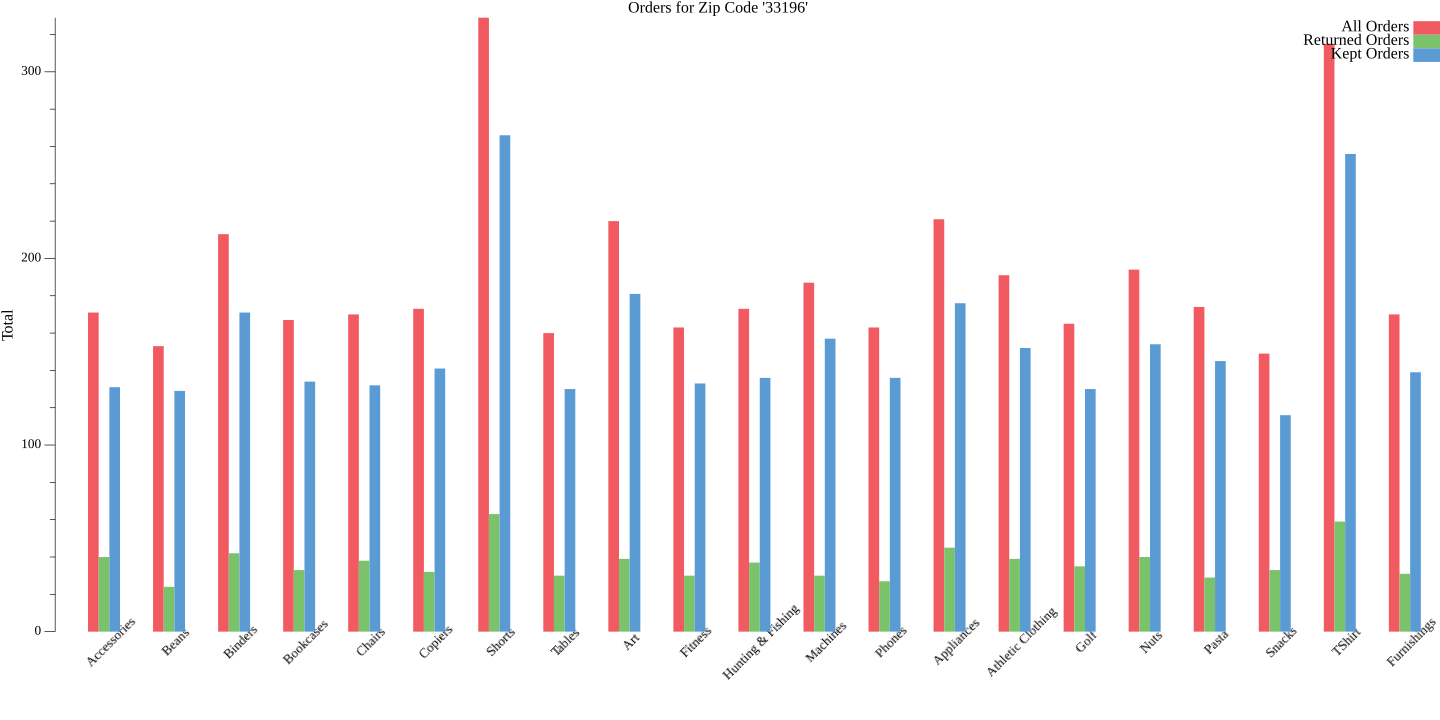 Orders for Zip Code '33196'
All Orders
Returned Orders
Kept Orders
300
200
100
0
Total
Accessories
Beans
Binders
Bookcases
Chairs
Copiers
Shorts
Tables
Art
Fitness
Hunting & Fishing
Machines
Phones
Appliances
Athletic Clothing
Golf
Nuts
Pasta
Snacks
TShirt
Furnishings